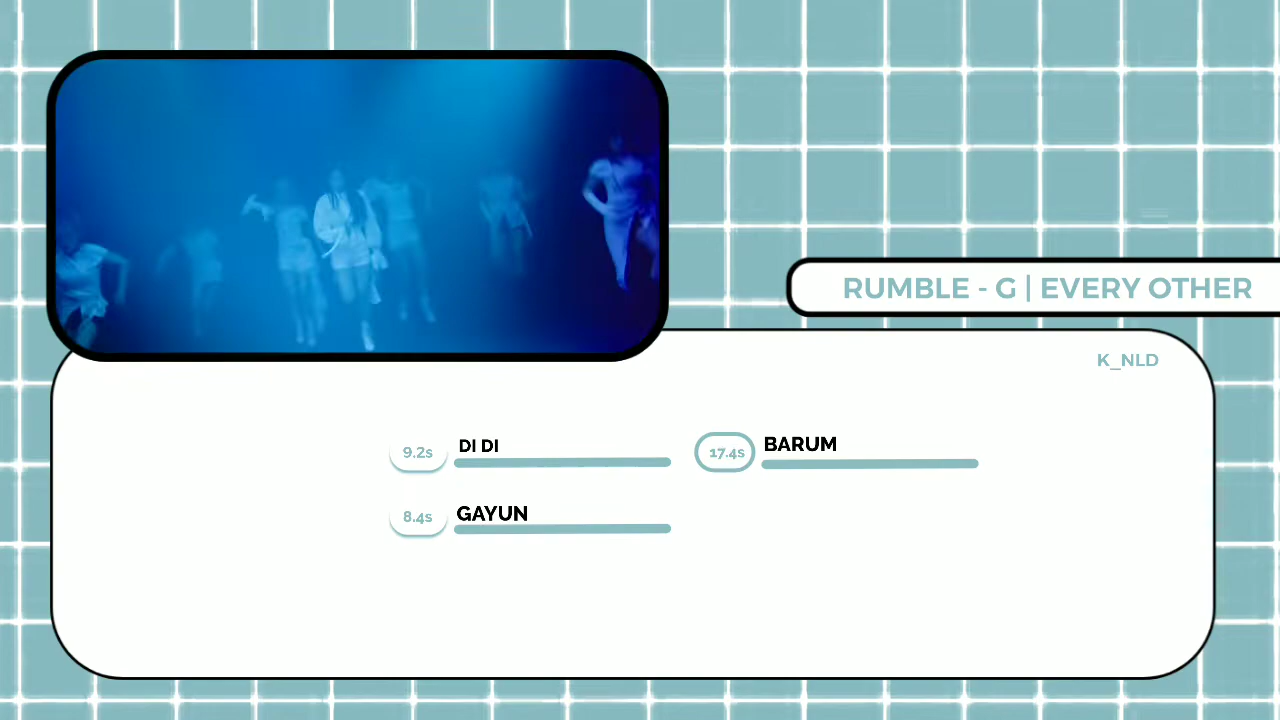 RUMBLE - G | EVERY OTHER
K_NLD
9.2s DI DI
17.4s BARUM
8.4s GAYUN